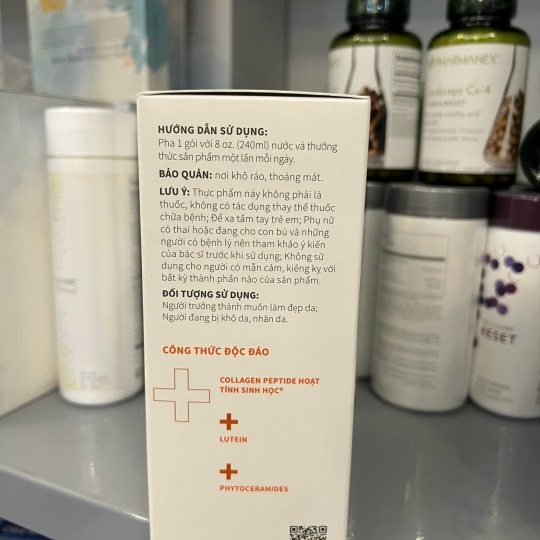 HƯỚNG DẪN SỬ DỤNG:
Pha 1 gói với 8 oz. (240ml) nước và thưởng
thức sản phẩm một lần mỗi ngày.
BẢO QUẢN: nơi khô ráo, thoáng mát.
LƯU Ý: Thực phẩm này không phải là
thuốc, không có tác dụng thay thế thuốc
chữa bệnh; Để xa tầm tay trẻ em; Phụ nữ
có thai hoặc đang cho con bú và những
người có bệnh lý nên tham khảo ý kiến
của bác sĩ trước khi sử dụng; Không sử
dụng cho người có mẫn cảm, kiêng kỵ với
bất kỳ thành phần nào của sản phẩm.
ĐỐI TƯỢNG SỬ DỤNG:
Người trưởng thành muốn làm đẹp da;
Người đang bị khô da, nhăn da.
CÔNG THỨC ĐỘC ĐÁO
COLLAGEN PEPTIDE HOẠT
TÍNH SINH HỌC*
+
LUTEIN
+
PHYTOCERAMIDES
PHARMANEX
Cs-4
RESET